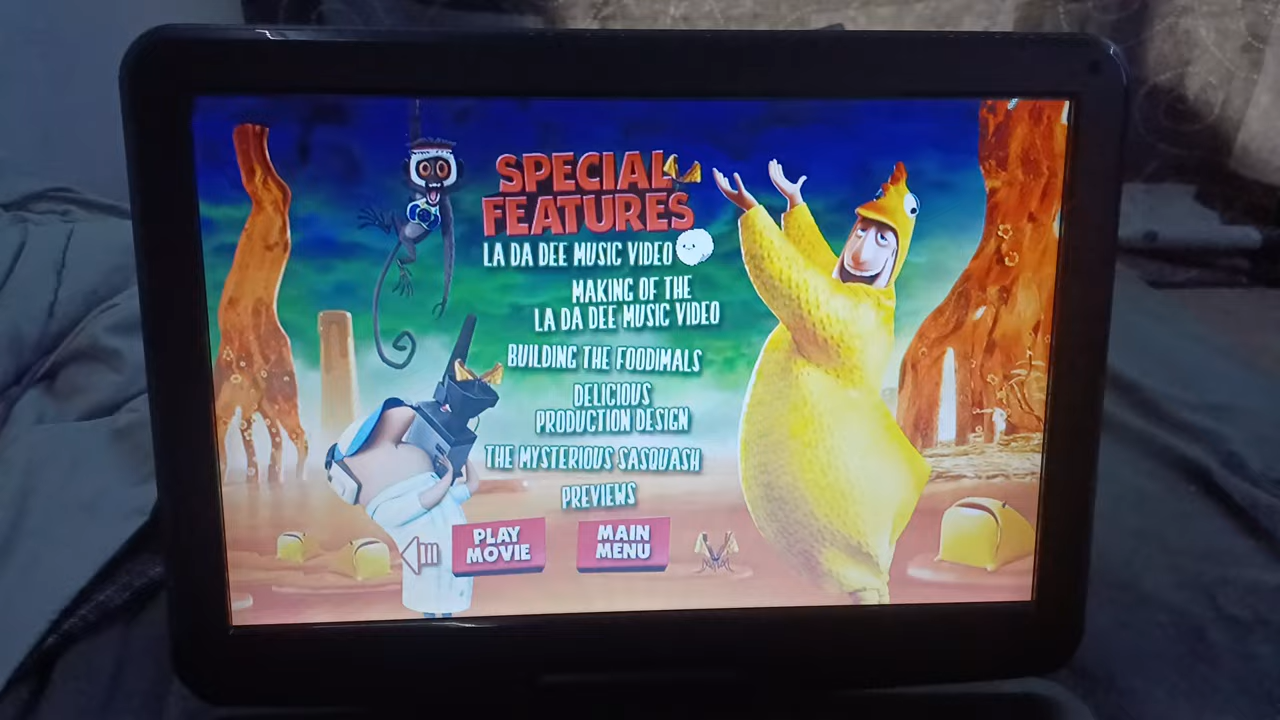 SPECIAL
FEATURES
LA DA DEE MUSIC VIDEO
MAKING OF THE
LA DA DEE MUSIC VIDEO
BUILDING THE FOODIMALS
DELICIOUS
PRODUCTION DESIGN
THE MYSTERIOUS SASQUASH
PREVIEWS
PLAY
MOVIE
MAIN
MENU